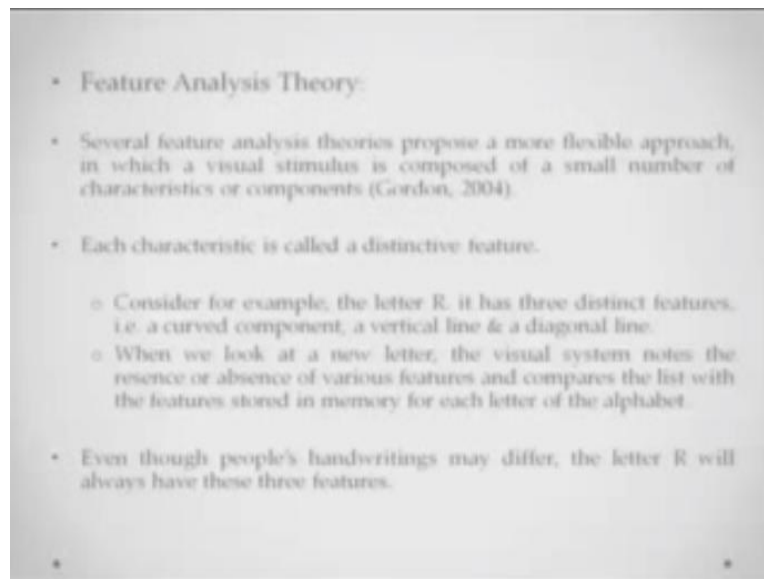 • Feature Analysis Theory:
• Several feature analysis theories propose a more flexible approach,
in which a visual stimulus is composed of a small number of
characteristics or components (Gordon, 2004)
• Each characteristic is called a distinctive feature.
o Consider for example, the letter R. it has three distinct features,
i.e. a curved component, a vertical line & a diagonal line.
o When we look at a new letter, the visual system notes the
resence or absence of various features and compares the list with
the features stored in memory for each letter of the alphabet.
• Even though people's handwritings may differ, the letter R will
always have these three features.